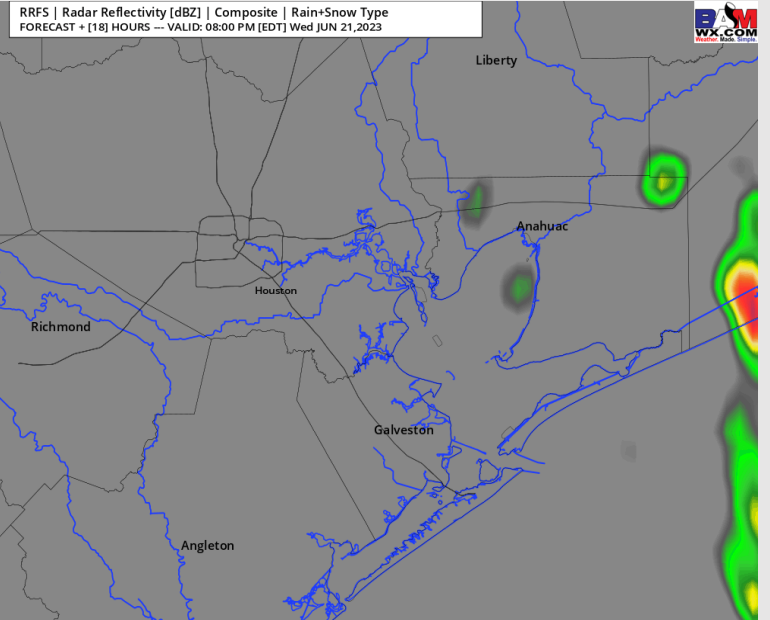 RRFS | Radar Reflectivity [dBZ] | Composite | Rain+Snow Type
FORECAST + [18] HOURS --- VALID: 08:00 PM [EDT] Wed JUN 21,2023
BAM
WX.COM
Weather. Made. Simple.
Liberty
Anahuac
Houston
Richmond
Galveston
Angleton